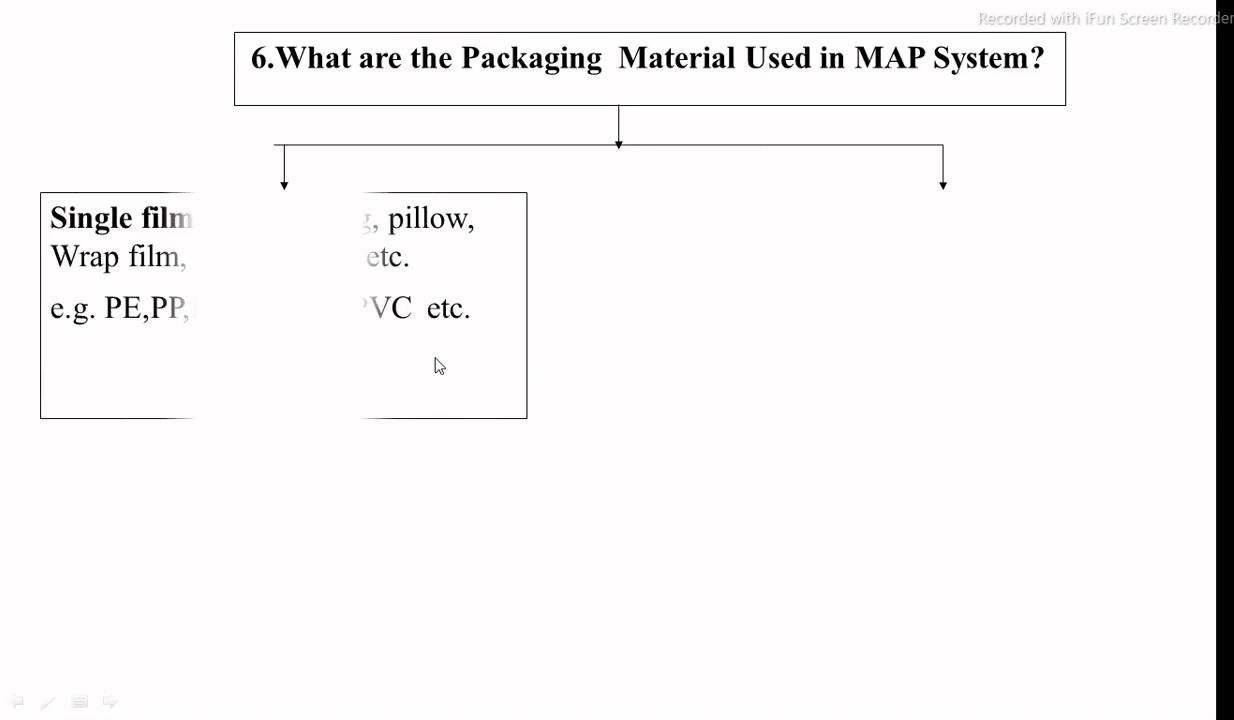 Recorded with iFun Screen Recorder
6.What are the Packaging Material Used in MAP System?
Single film pillow,
Wrap film, etc.
e.g. PE,PP, PVC etc.